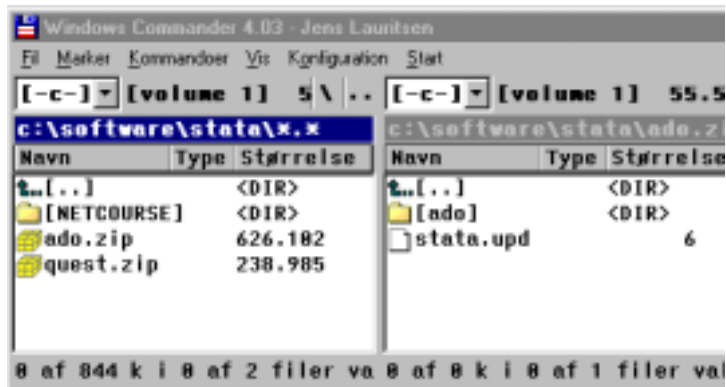 Windows Commander 4.03 - Jens Lauritsen
Fil Marker Kommandoer Vis Konfiguration Start
[-c-] [volume 1] 5 \ .. [-c-] [volume 1] 55.5
c:\software\stata\*.* c:\software\stata\ado.z
Navn Type Størrelse Navn Type Størrelse
[..] <DIR> [..] <DIR>
[NETCOURSE] <DIR> [ado] <DIR>
ado.zip 626.102 stata.upd 6
quest.zip 238.985
0 af 844 k i 0 af 2 filer va 0 af 0 k i 0 af 1 filer val